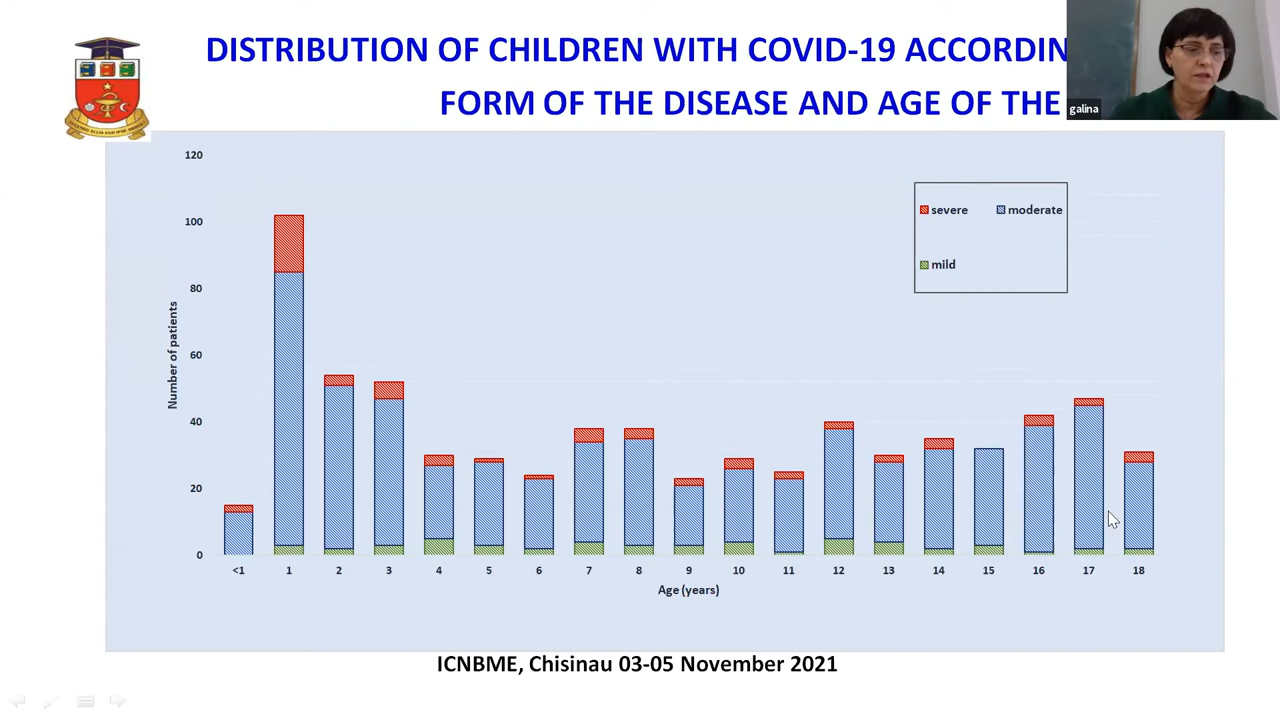 DISTRIBUTION OF CHILDREN WITH COVID-19
FORM OF THE DISEASE AND AGE OF THE
galina
120
100
80
60
40
20
0
Number of patients
severe moderate
mild
<1 1 2 3 4 5 6 7 8 9 10 11 12 13 14 15 16 17 18
Age (years)
ICNBME, Chisinau 03-05 November 2021